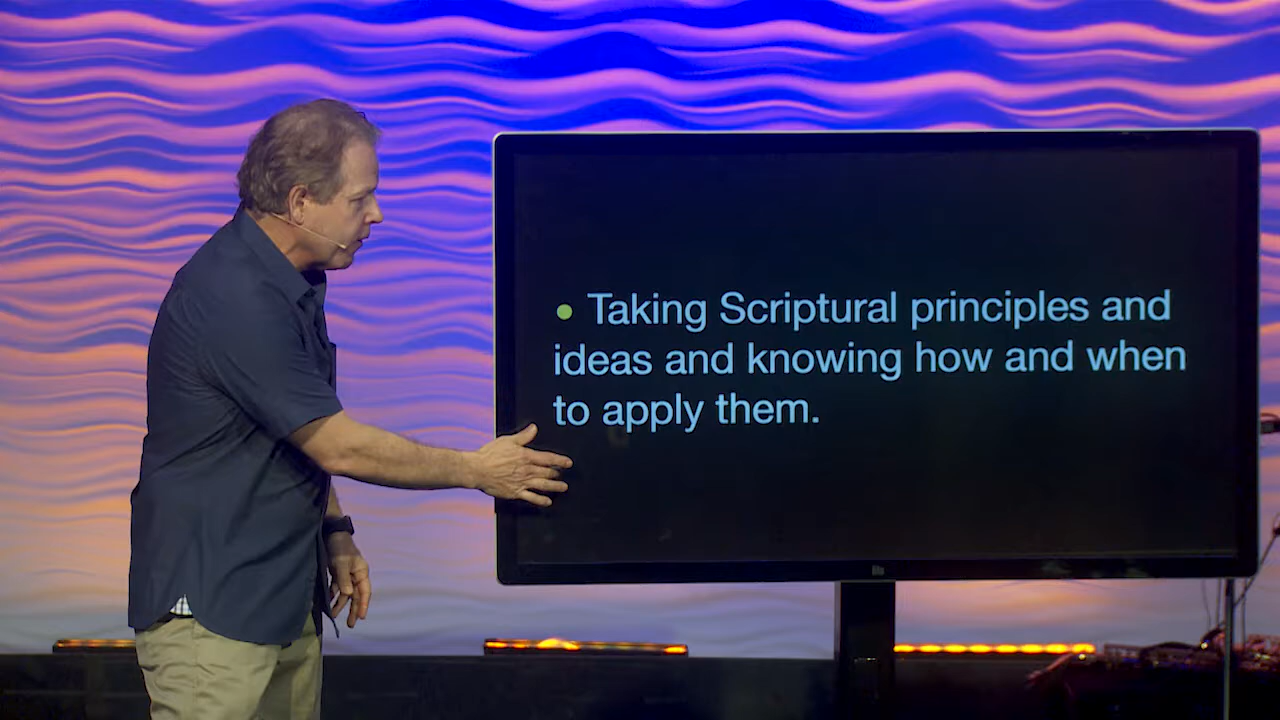 • Taking Scriptural principles and
ideas and knowing how and when
to apply them.